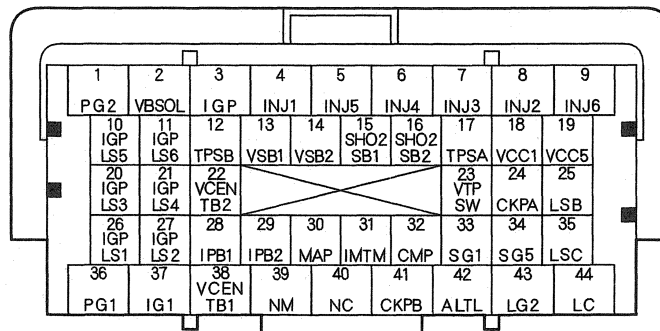 1 2 3 4 5 6 7 8 9
PG2 VBSOL IGP INJ1 INJ5 INJ4 INJ3 INJ2 INJ6
10 11 12 13 14 15 16 17 18 19
IGP IGP SHO2 SHO2
LS5 LS6 TPSB VSB1 VSB2 SB1 SB2 TPSA VCC1 VCC5
20 21 22 23 24 25
IGP IGP VCEN VTP
LS3 LS4 TB2 SW CKPA LSB
26 27 28 29 30 31 32 33 34 35
IGP IGP
LS1 LS2 IPB1 IPB2 MAP IMTM CMP SG1 SG5 LSC
36 37 38 39 40 41 42 43 44
VCEN
PG1 IG1 TB1 NM NC CKPB ALTL LG2 LC